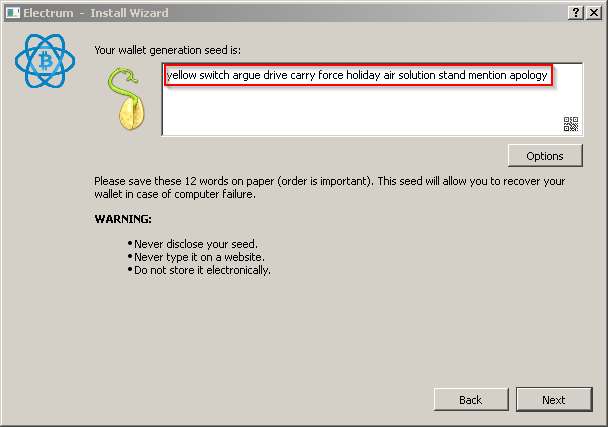 Electrum - Install Wizard
Your wallet generation seed is:
yellow switch argue drive carry force holiday air solution stand mention apology
Options
Please save these 12 words on paper (order is important). This seed will allow you to recover your
wallet in case of computer failure.
WARNING:
• Never disclose your seed.
• Never type it on a website.
• Do not store it electronically.
Back
Next